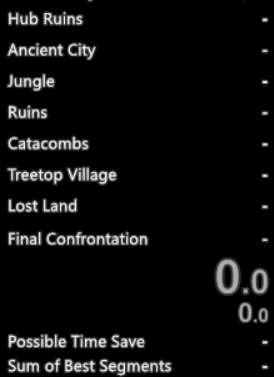 Hub Ruins -
Ancient City -
Jungle -
Ruins -
Catacombs -
Treetop Village -
Lost Land -
Final Confrontation -
0.0
0.0
Possible Time Save -
Sum of Best Segments -